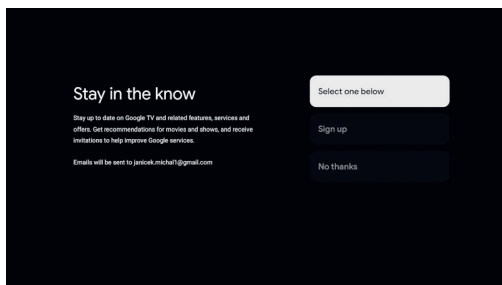 Stay in the know
Stay up to date on Google TV and related features, services and
offers. Get recommendations for movies and shows, and receive
invitations to help improve Google services.
Emails will be sent to janicek.michal1@gmail.com
Select one below
Sign up
No thanks